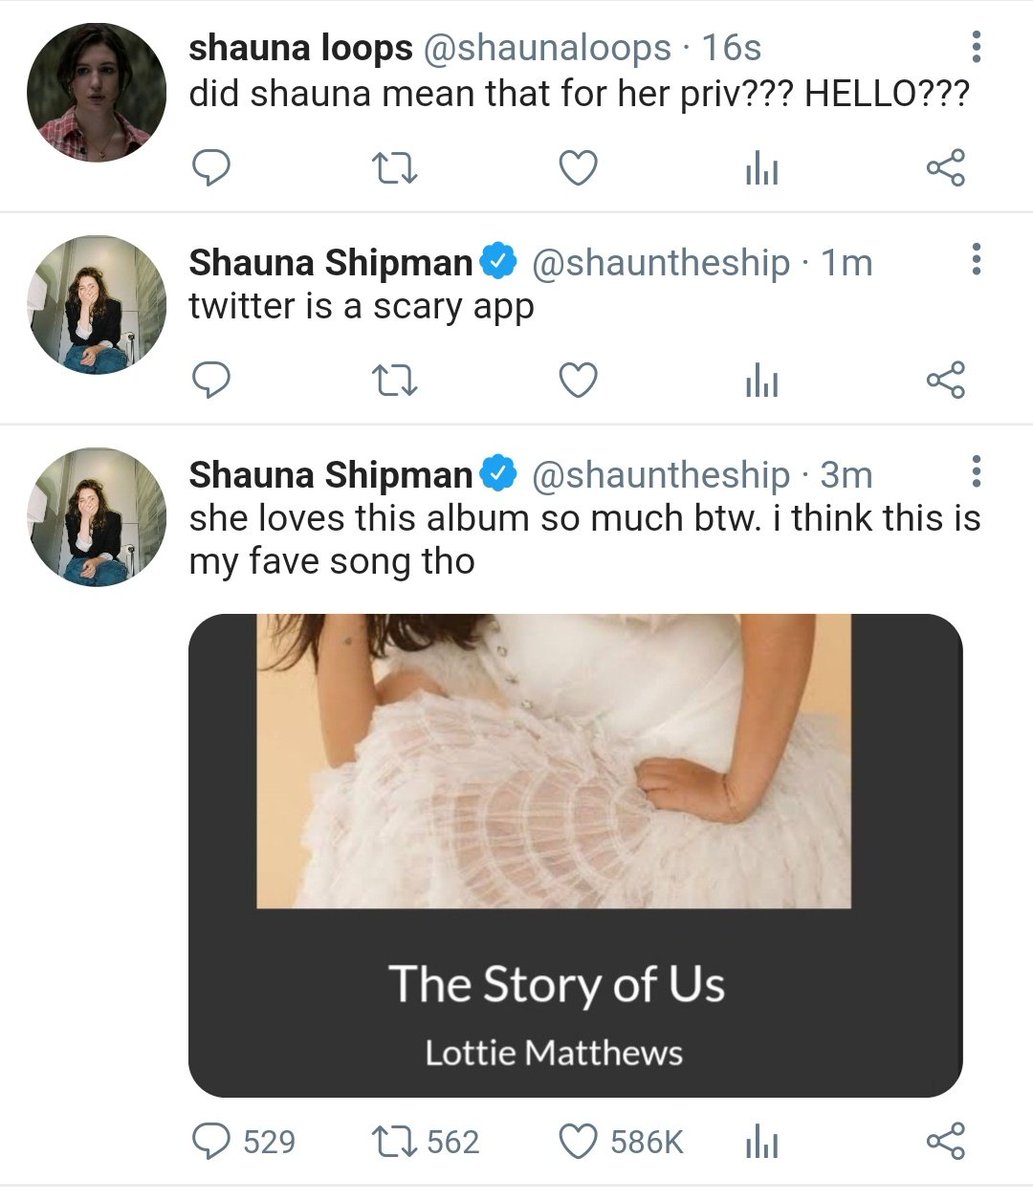 shauna loops @shaunaloops · 16s
did shauna mean that for her priv??? HELLO???
Shauna Shipman @shauntheship · 1m
twitter is a scary app
Shauna Shipman @shauntheship · 3m
she loves this album so much btw. i think this is
my fave song tho
The Story of Us
Lottie Matthews
529 562 586K